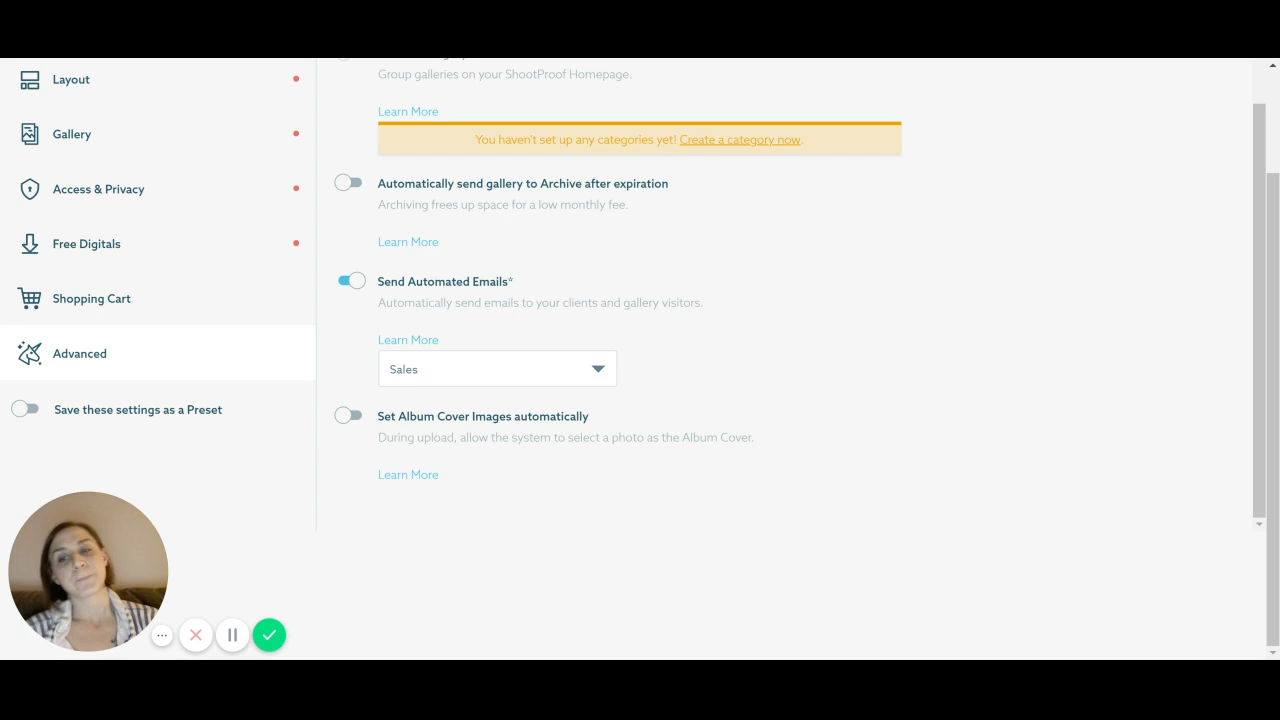 Layout
Gallery
Access & Privacy
Free Digitals
Shopping Cart
Advanced
Save these settings as a Preset
Group galleries on your ShootProof Homepage.
Learn More
You haven't set up any categories yet! Create a category now.
Automatically send gallery to Archive after expiration
Archiving frees up space for a low monthly fee.
Learn More
Send Automated Emails*
Automatically send emails to your clients and gallery visitors.
Learn More
Sales
Set Album Cover Images automatically
During upload, allow the system to select a photo as the Album Cover.
Learn More